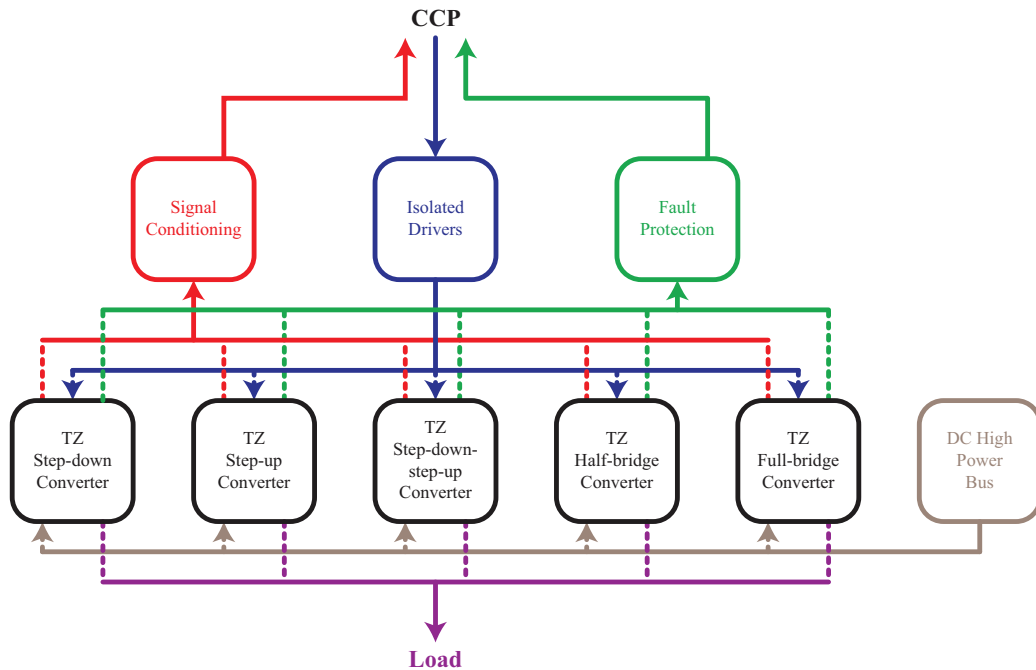 CCP
Signal
Conditioning
Isolated
Drivers
Fault
Protection
TZ
Step-down
Converter
TZ
Step-up
Converter
TZ
Step-down-
step-up
Converter
TZ
Half-bridge
Converter
TZ
Full-bridge
Converter
DC High
Power
Bus
Load